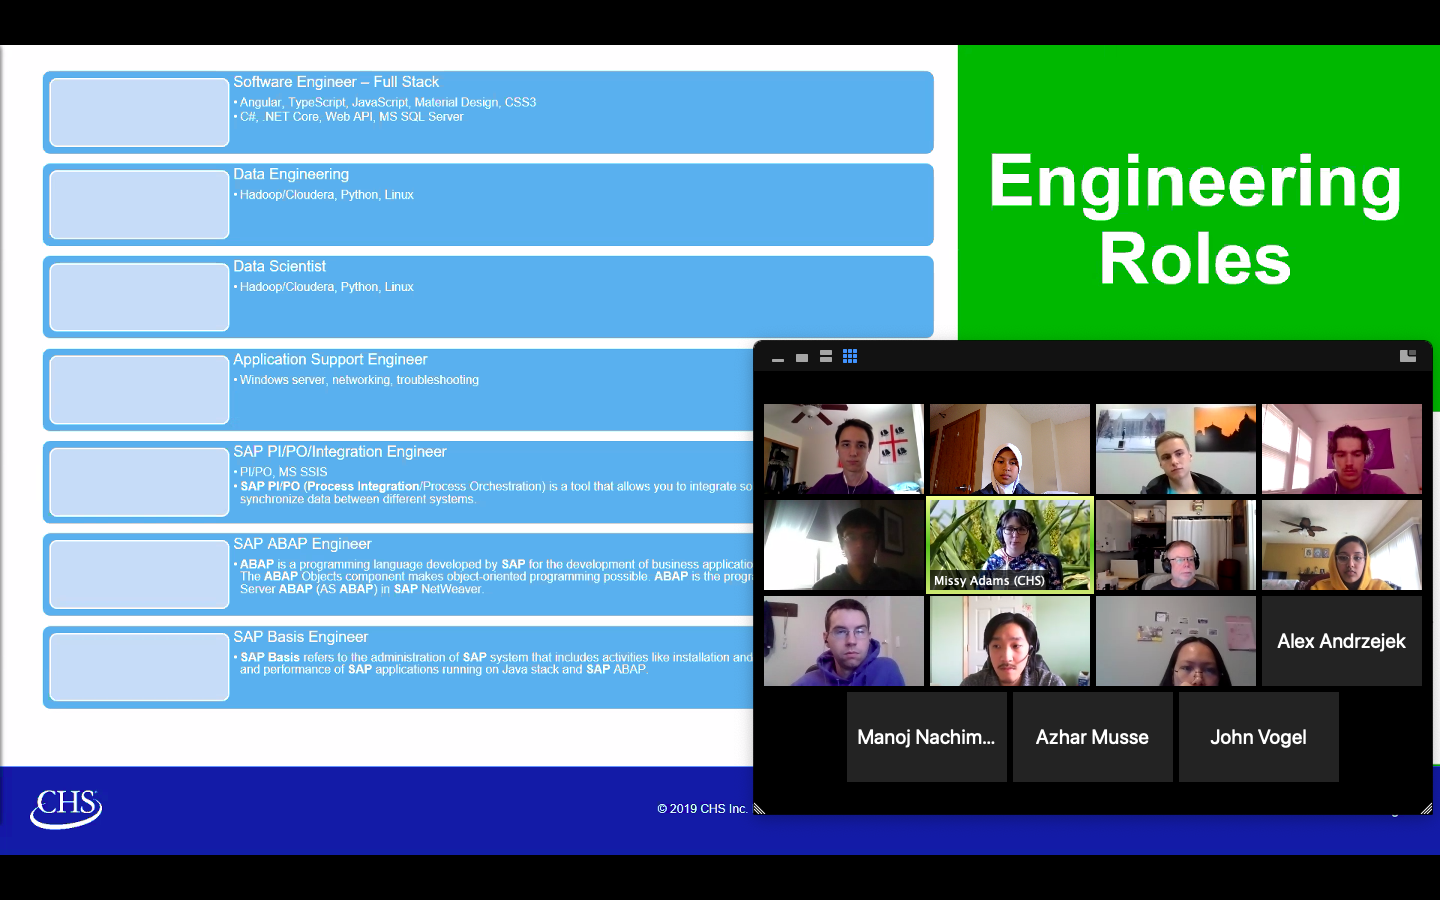 Software Engineer – Full Stack
• Angular, TypeScript, JavaScript, Material Design, CSS3
• C#, .NET Core, Web API, MS SQL Server
Data Engineering
• Hadoop/Cloudera, Python, Linux
Data Scientist
• Hadoop/Cloudera, Python, Linux
Application Support Engineer
• Windows server, networking, troubleshooting
SAP PI/PO/Integration Engineer
• PI/PO, MS SSIS
• SAP PI/PO (Process Integration/Process Orchestration) is a tool that allows you to integrate so
synchronize data between different systems.
SAP ABAP Engineer
• ABAP is a programming language developed by SAP for the development of business applicatio
The ABAP Objects component makes object-oriented programming possible. ABAP is the progr
Server ABAP (AS ABAP) in SAP NetWeaver.
SAP Basis Engineer
• SAP Basis refers to the administration of SAP system that includes activities like installation and
and performance of SAP applications running on Java stack and SAP ABAP.
Engineering
Roles
Missy Adams (CHS)
Alex Andrzejek
Manoj Nachim...
Azhar Musse
John Vogel
CHS
© 2019 CHS Inc.